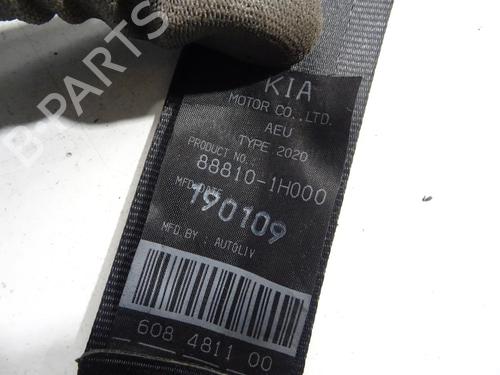 B-PARTS
KIA
MOTOR CO.,LTD.
AEU
TYPE 2020
PRODUCT NO.:
88810-1H000
MFD.DATE
190109
MFD.BY : AUTOLIV
608 4811 00